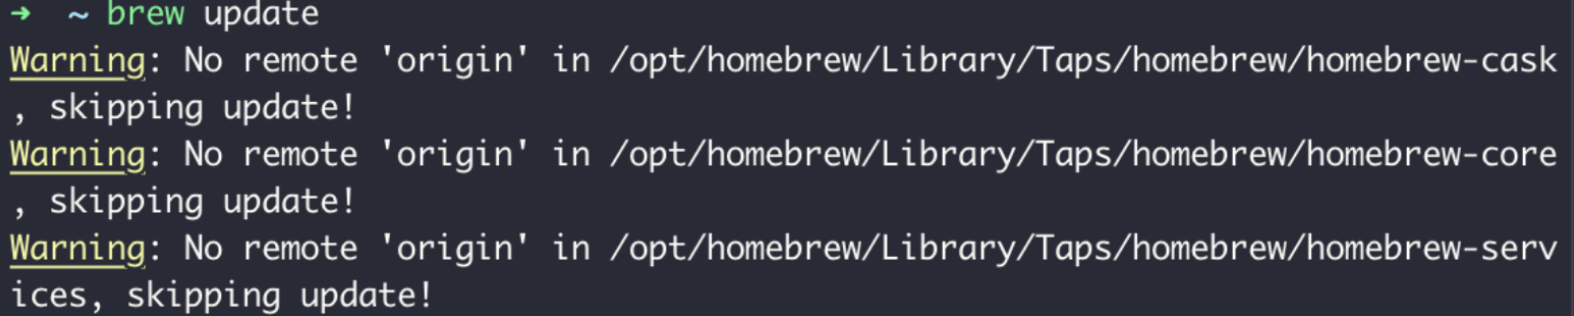 ➜  ~ brew update
Warning: No remote 'origin' in /opt/homebrew/Library/Taps/homebrew/homebrew-cask
, skipping update!
Warning: No remote 'origin' in /opt/homebrew/Library/Taps/homebrew/homebrew-core
, skipping update!
Warning: No remote 'origin' in /opt/homebrew/Library/Taps/homebrew/homebrew-serv
ices, skipping update!